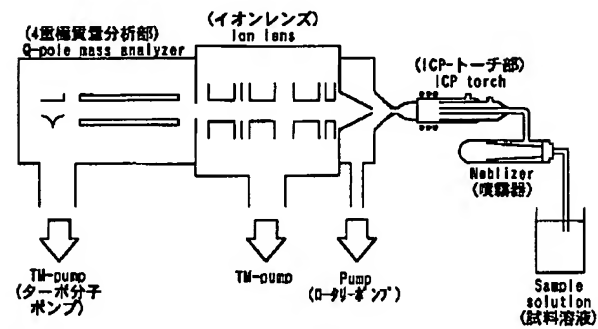 (イオンレンズ)
Ion lens
(4重極質量分析部)
Q-pole mass analyzer
(ICP-トーチ部)
ICP torch
Neblizer
(噴霧器)
TM-pump
(ターボ分子
ポンプ)
TM-pump
Pump
(ロータリーポンプ)
Sample
solution
(試料溶液)